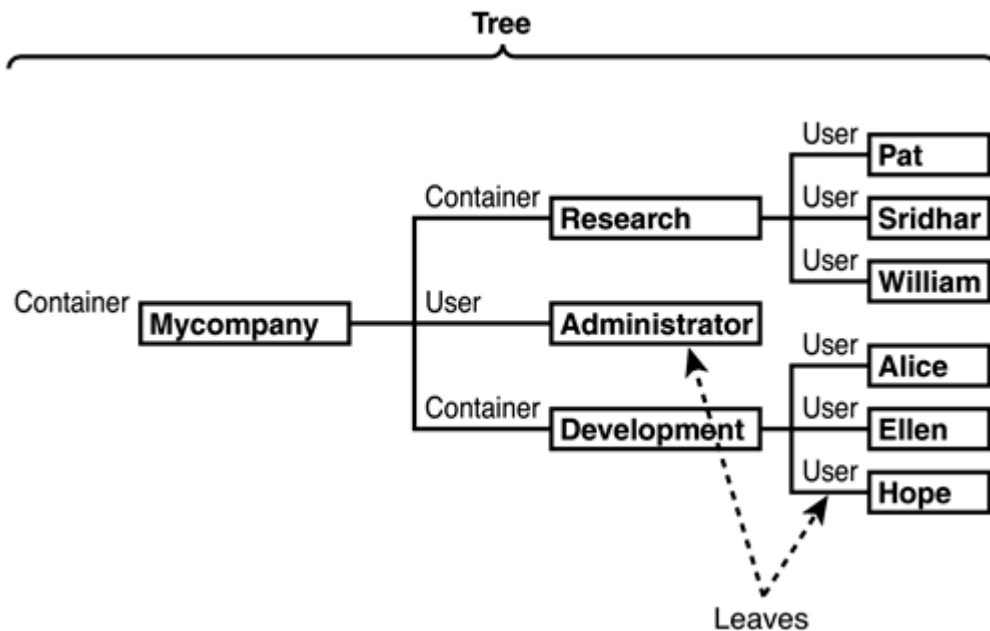 Tree
User
Pat
Container
Research
User
Sridhar
User
William
Container
Mycompany
User
Administrator
User
Alice
Container
Development
User
Ellen
User
Hope
Leaves